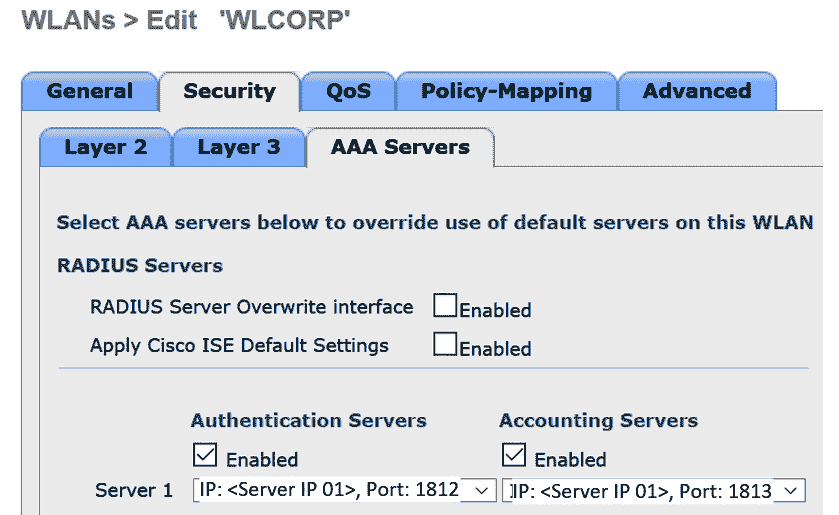 WLANs > Edit 'WLCORP'
General Security QoS Policy-Mapping Advanced
Layer 2 Layer 3 AAA Servers
Select AAA servers below to override use of default servers on this WLAN
RADIUS Servers
RADIUS Server Overwrite interface Enabled
Apply Cisco ISE Default Settings Enabled
Authentication Servers Accounting Servers
Enabled Enabled
Server 1 IP: <Server IP 01>, Port: 1812 IP: <Server IP 01>, Port: 1813